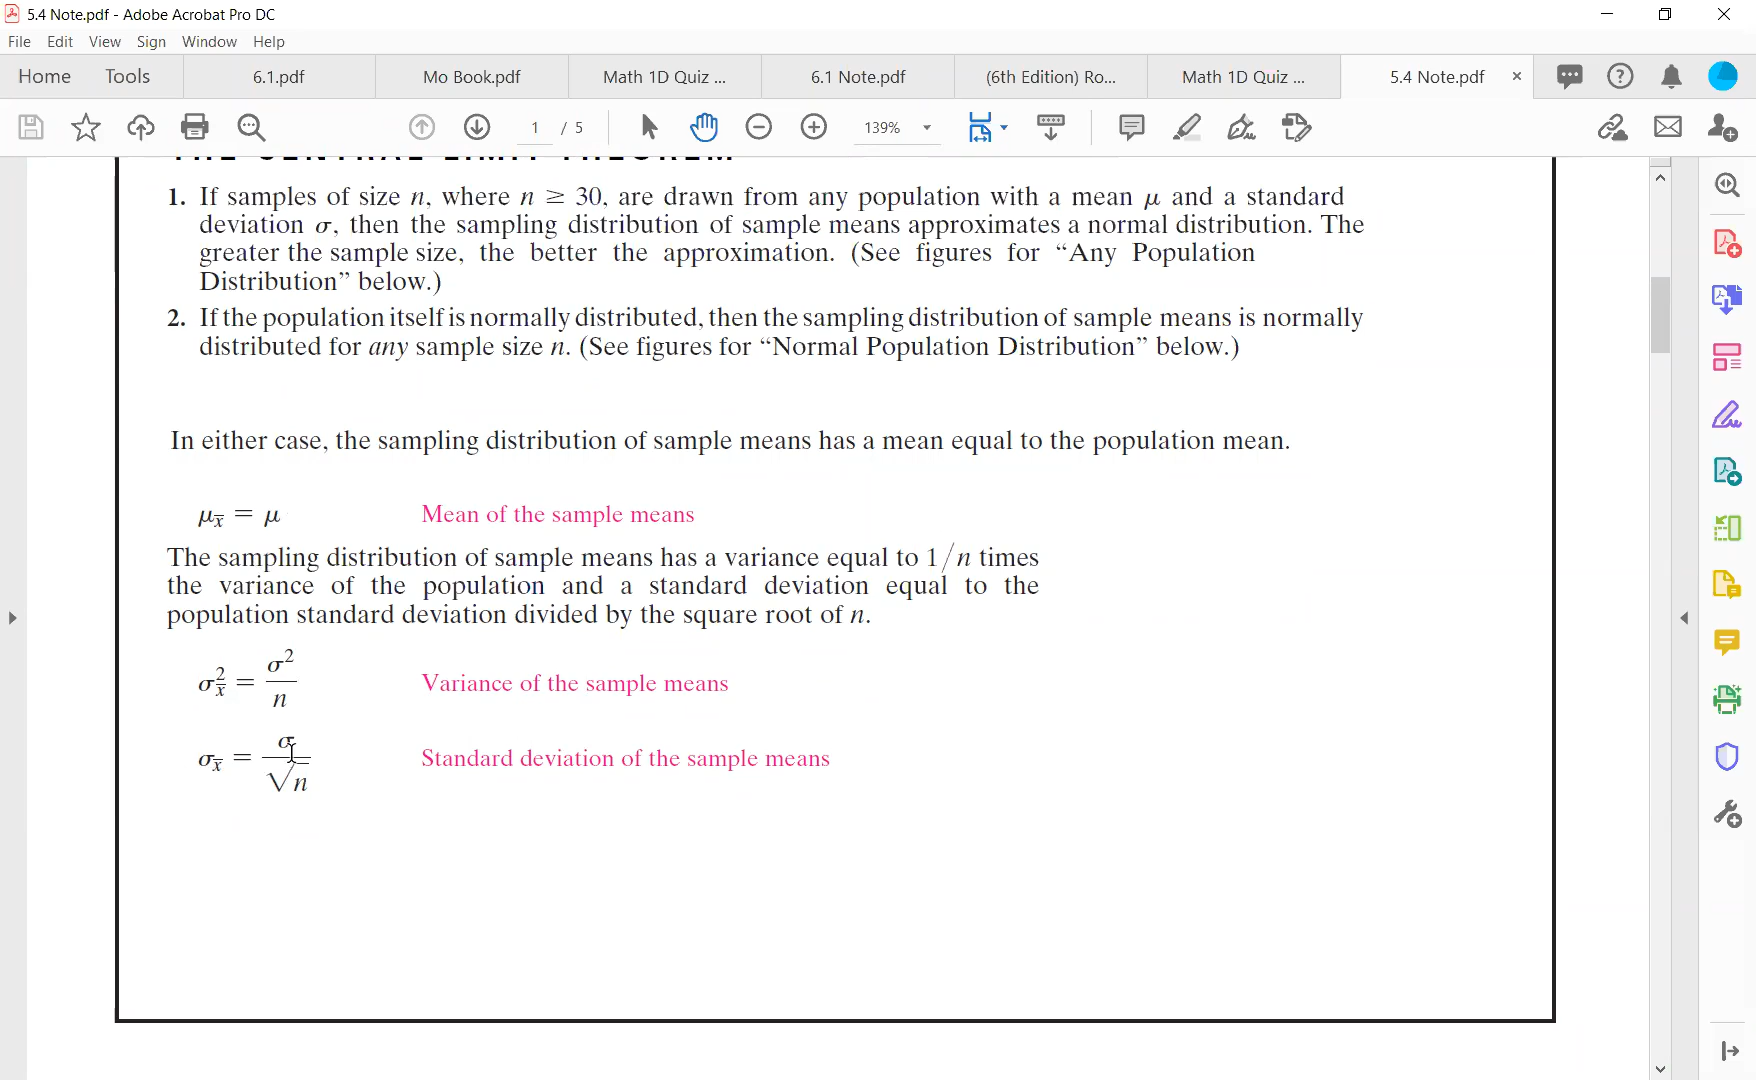 5.4 Note.pdf - Adobe Acrobat Pro DC
File Edit View Sign Window Help
Home Tools 6.1.pdf Mo Book.pdf Math 1D Quiz ... 6.1 Note.pdf (6th Edition) Ro... Math 1D Quiz ... 5.4 Note.pdf ×
1 / 5 139%
THE CENTRAL LIMIT THEOREM
1. If samples of size n, where n ≥ 30, are drawn from any population with a mean μ and a standard
deviation σ, then the sampling distribution of sample means approximates a normal distribution. The
greater the sample size, the better the approximation. (See figures for “Any Population
Distribution” below.)
2. If the population itself is normally distributed, then the sampling distribution of sample means is normally
distributed for any sample size n. (See figures for “Normal Population Distribution” below.)
In either case, the sampling distribution of sample means has a mean equal to the population mean.
μx̅ = μ Mean of the sample means
The sampling distribution of sample means has a variance equal to 1/n times
the variance of the population and a standard deviation equal to the
population standard deviation divided by the square root of n.
σ²x̅ = σ²/n Variance of the sample means
σx̅ = σ/√n Standard deviation of the sample means